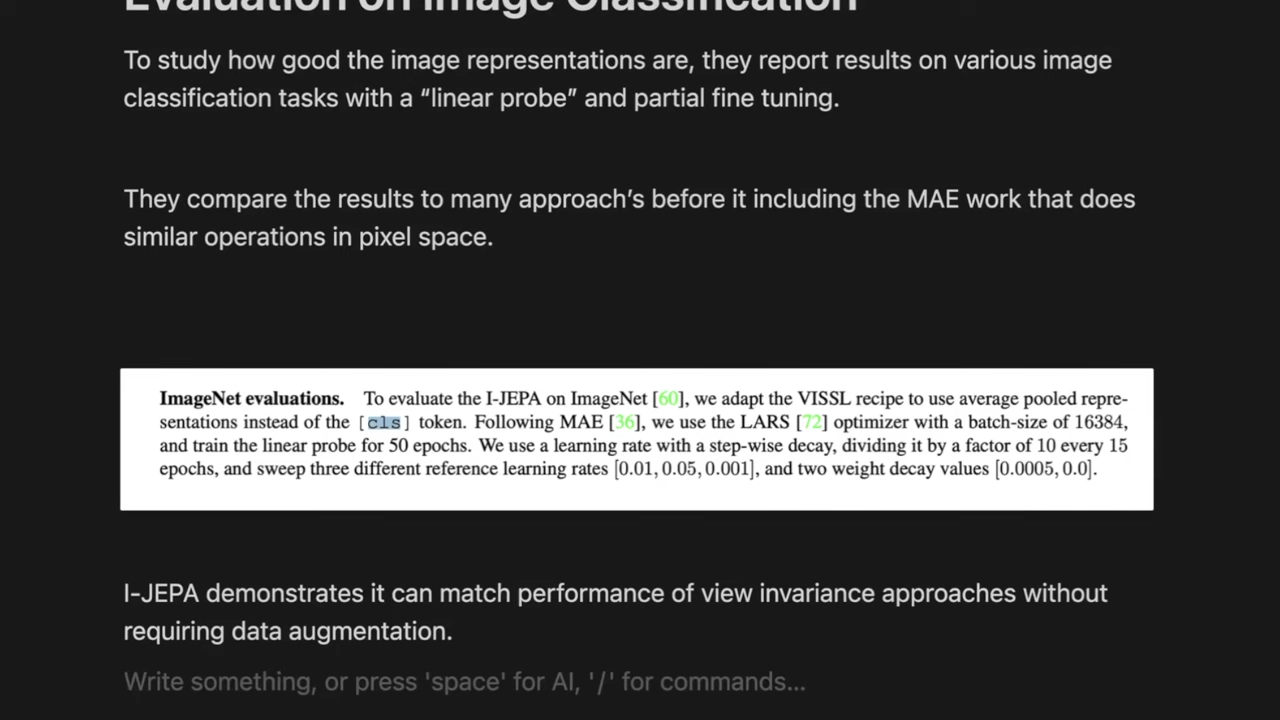 Evaluation on Image Classification
To study how good the image representations are, they report results on various image
classification tasks with a “linear probe” and partial fine tuning.
They compare the results to many approach’s before it including the MAE work that does
similar operations in pixel space.
ImageNet evaluations. To evaluate the I-JEPA on ImageNet [60], we adapt the VISSL recipe to use average pooled repre-
sentations instead of the [cls] token. Following MAE [36], we use the LARS [72] optimizer with a batch-size of 16384,
and train the linear probe for 50 epochs. We use a learning rate with a step-wise decay, dividing it by a factor of 10 every 15
epochs, and sweep three different reference learning rates [0.01, 0.05, 0.001], and two weight decay values [0.0005, 0.0].
I-JEPA demonstrates it can match performance of view invariance approaches without
requiring data augmentation.
Write something, or press 'space' for AI, '/' for commands...